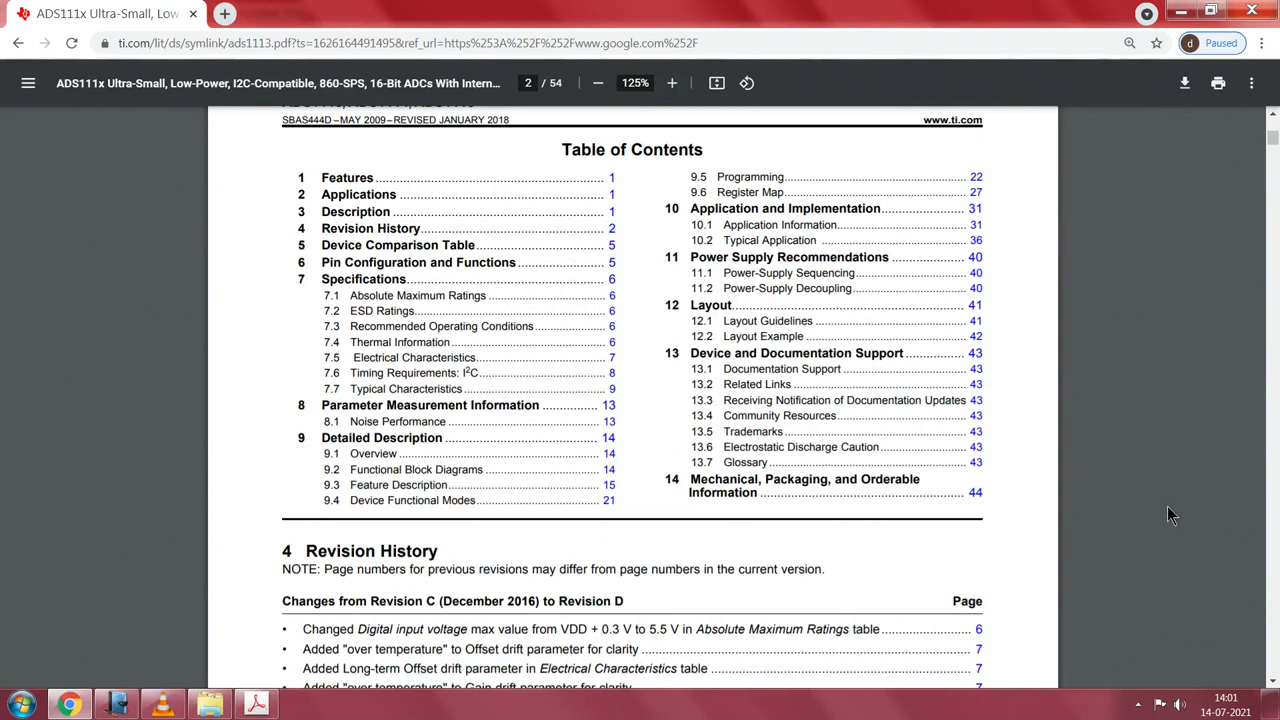 ADS111x Ultra-Small, Low
ti.com/lit/ds/symlink/ads1113.pdf?ts=1626164491495&ref_url=https%253A%252F%252Fwww.google.com%252F
d Paused
ADS111x Ultra-Small, Low-Power, I2C-Compatible, 860-SPS, 16-Bit ADCs With Intern...
2 / 54
125%
SBAS444D –MAY 2009–REVISED JANUARY 2018
www.ti.com
Table of Contents
1 Features 1
2 Applications 1
3 Description 1
4 Revision History 2
5 Device Comparison Table 5
6 Pin Configuration and Functions 5
7 Specifications 6
7.1 Absolute Maximum Ratings 6
7.2 ESD Ratings 6
7.3 Recommended Operating Conditions 6
7.4 Thermal Information 6
7.5 Electrical Characteristics 7
7.6 Timing Requirements: I2C 8
7.7 Typical Characteristics 9
8 Parameter Measurement Information 13
8.1 Noise Performance 13
9 Detailed Description 14
9.1 Overview 14
9.2 Functional Block Diagrams 14
9.3 Feature Description 15
9.4 Device Functional Modes 21
9.5 Programming 22
9.6 Register Map 27
10 Application and Implementation 31
10.1 Application Information 31
10.2 Typical Application 36
11 Power Supply Recommendations 40
11.1 Power-Supply Sequencing 40
11.2 Power-Supply Decoupling 40
12 Layout 41
12.1 Layout Guidelines 41
12.2 Layout Example 42
13 Device and Documentation Support 43
13.1 Documentation Support 43
13.2 Related Links 43
13.3 Receiving Notification of Documentation Updates 43
13.4 Community Resources 43
13.5 Trademarks 43
13.6 Electrostatic Discharge Caution 43
13.7 Glossary 43
14 Mechanical, Packaging, and Orderable
Information 44
4 Revision History
NOTE: Page numbers for previous revisions may differ from page numbers in the current version.
Changes from Revision C (December 2016) to Revision D Page
• Changed Digital input voltage max value from VDD + 0.3 V to 5.5 V in Absolute Maximum Ratings table 6
• Added "over temperature" to Offset drift parameter for clarity 7
• Added Long-term Offset drift parameter in Electrical Characteristics table 7
• Added "over temperature" to Gain drift parameter for clarity 7
14:01
14-07-2021